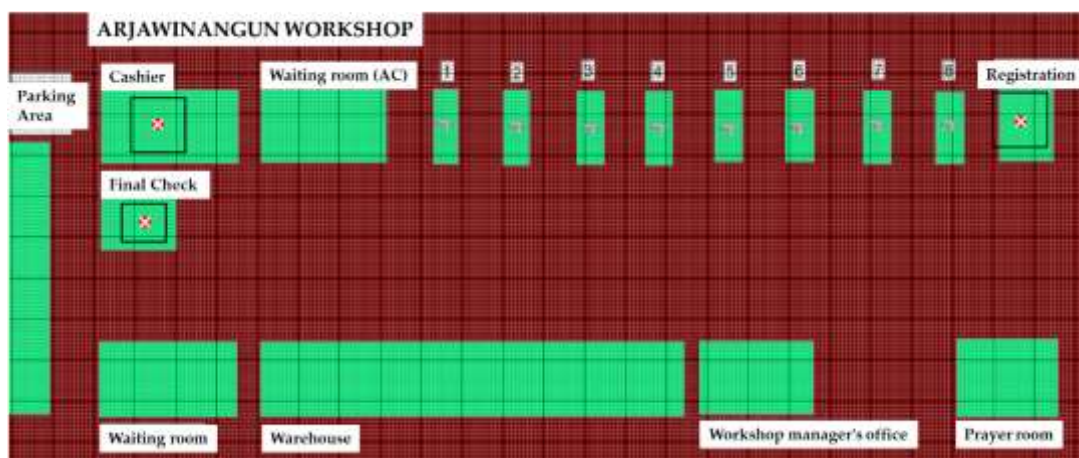 ARJAWINANGUN WORKSHOP
Parking
Area
Cashier
Waiting room (AC)
1
2
3
4
5
6
7
8
Registration
Final Check
Waiting room
Warehouse
Workshop manager's office
Prayer room